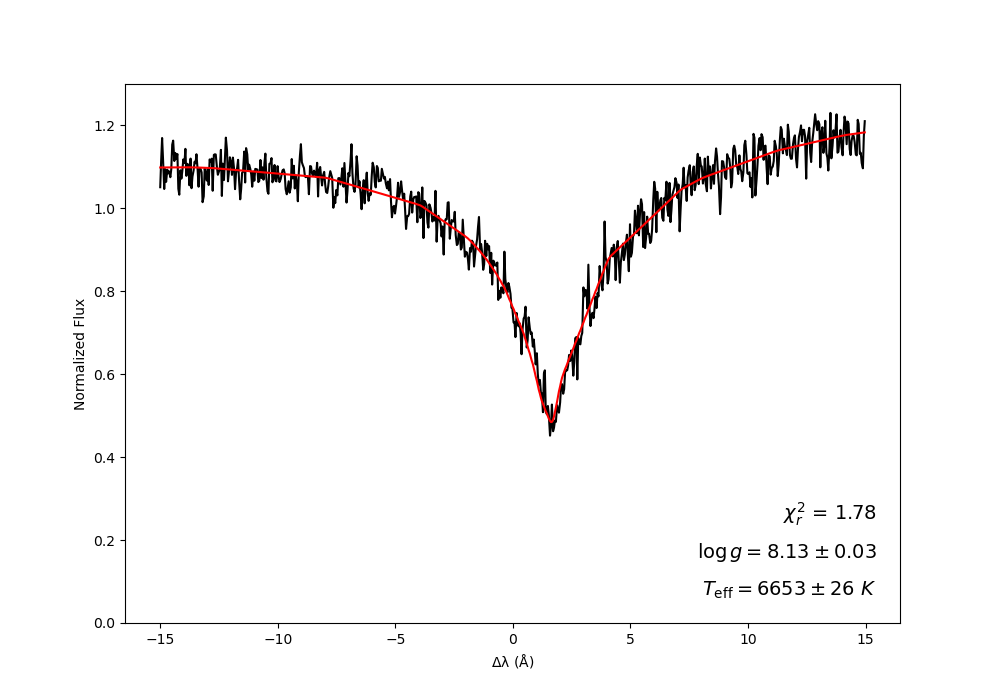 1.2
1.0
0.8
0.6
0.4
0.2
0.0
Normalized Flux
χ²ᵣ = 1.78
log g = 8.13 ± 0.03
T_eff = 6653 ± 26 K
−15 −10 −5 0 5 10 15
Δλ (Å)